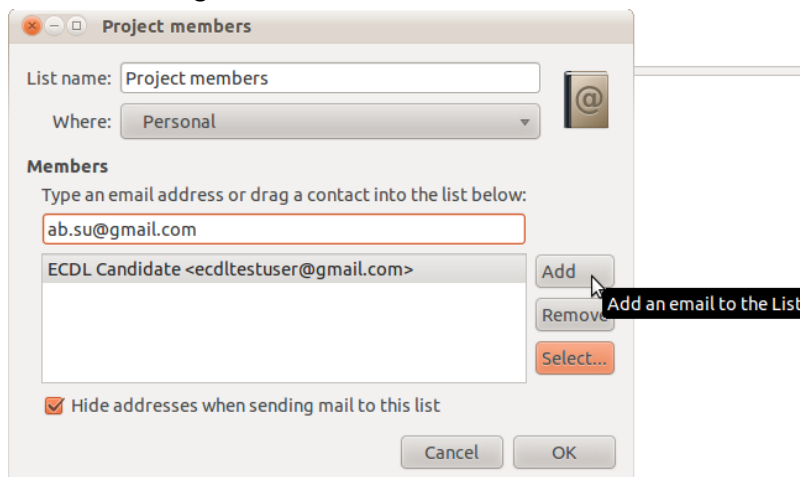 Project members
List name: Project members
@
Where: Personal
Members
Type an email address or drag a contact into the list below:
ab.su@gmail.com
ECDL Candidate <ecdltestuser@gmail.com>
Add
Add an email to the List
Remove
Select...
Hide addresses when sending mail to this list
Cancel OK